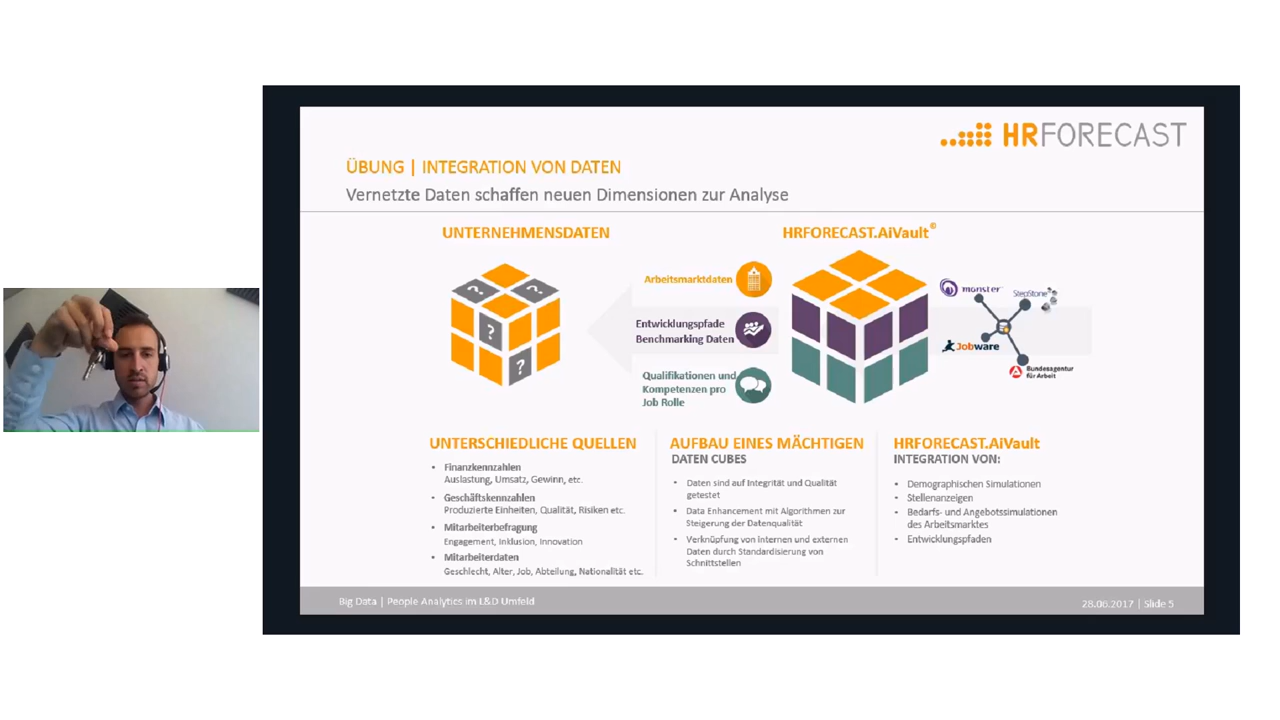 HRFORECAST
ÜBUNG | INTEGRATION VON DATEN
Vernetzte Daten schaffen neuen Dimensionen zur Analyse
UNTERNEHMENSDATEN
HRFORECAST.AiVault®
? ?
?
?
Arbeitsmarktdaten
Entwicklungspfade
Benchmarking Daten
Qualifikationen und
Kompetenzen pro
Job Rolle
monster
StepStone
Jobware
Bundesagentur
für Arbeit
UNTERSCHIEDLICHE QUELLEN
• Finanzkennzahlen
Auslastung, Umsatz, Gewinn, etc.
• Geschäftskennzahlen
Produzierte Einheiten, Qualität, Risiken etc.
• Mitarbeiterbefragung
Engagement, Inklusion, Innovation
• Mitarbeiterdaten
Geschlecht, Alter, Job, Abteilung, Nationalität etc.
AUFBAU EINES MÄCHTIGEN
DATEN CUBES
• Daten sind auf Integrität und Qualität
getestet
• Data Enhancement mit Algorithmen zur
Steigerung der Datenqualität
• Verknüpfung von Internen und externen
Daten durch Standardisierung von
Schnittstellen
HRFORECAST.AiVault
INTEGRATION VON:
• Demographischen Simulationen
• Stellenanzeigen
• Bedarfs- und Angebotssimulationen
des Arbeitsmarktes
• Entwicklungspfaden
Big Data | People Analytics im L&D Umfeld
28.06.2017 | Slide 5